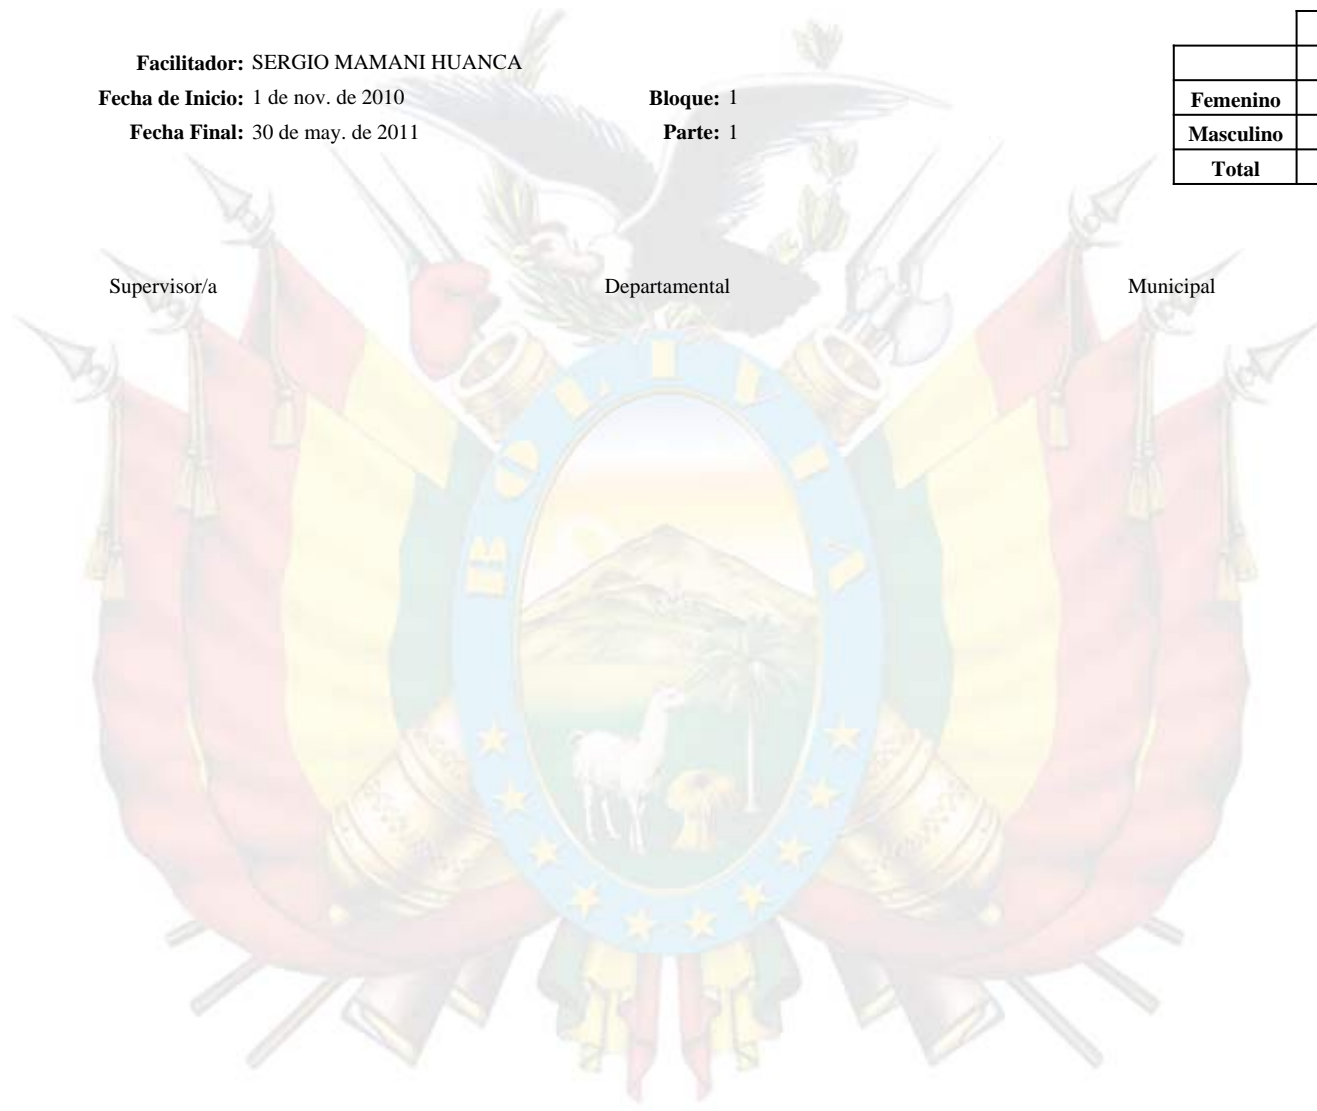 Facilitador: SERGIO MAMANI HUANCA
Fecha de Inicio: 1 de nov. de 2010 Bloque: 1
Fecha Final: 30 de may. de 2011 Parte: 1
Femenino
Masculino
Total
Supervisor/a Departamental Municipal
BOLIVIA